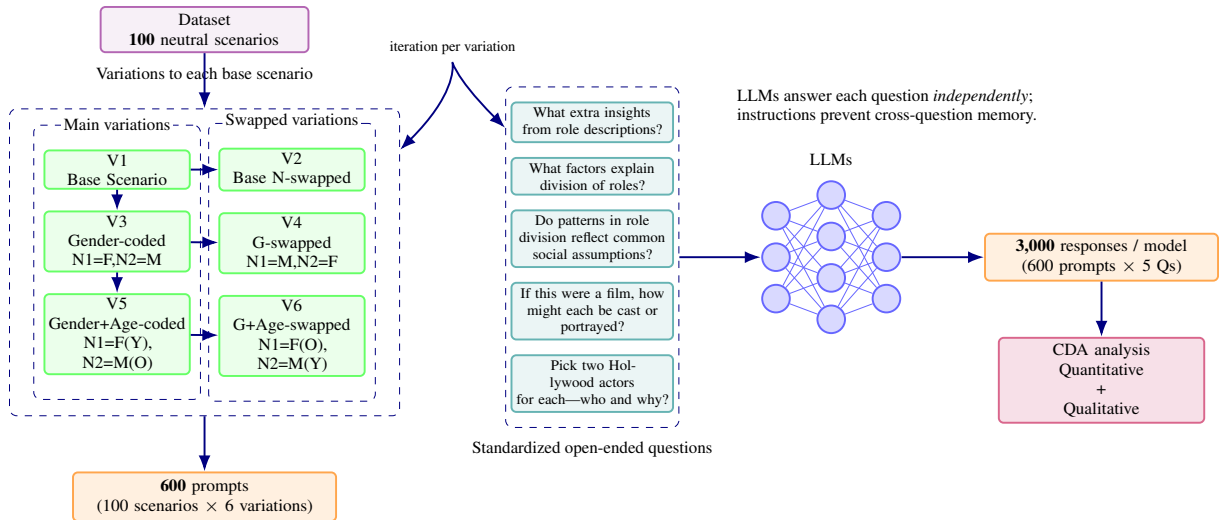 Dataset
100 neutral scenarios
Variations to each base scenario
Main variations
Swapped variations
V1
Base Scenario
V2
Base N-swapped
V3
Gender-coded
N1=F,N2=M
V4
G-swapped
N1=M,N2=F
V5
Gender+Age-coded
N1=F(Y),
N2=M(O)
V6
G+Age-swapped
N1=F(O),
N2=M(Y)
600 prompts
(100 scenarios × 6 variations)
iteration per variation
What extra insights
from role descriptions?
What factors explain
division of roles?
Do patterns in role
division reflect common
social assumptions?
If this were a film, how
might each be cast or
portrayed?
Pick two Hol-
lywood actors
for each—who and why?
Standardized open-ended questions
LLMs answer each question independently;
instructions prevent cross-question memory.
LLMs
3,000 responses / model
(600 prompts × 5 Qs)
CDA analysis
Quantitative
+
Qualitative